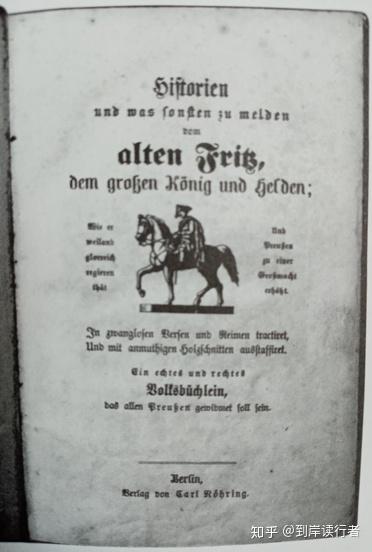 Historien
und was sonsten zu melden
vom
alten Fritz,
dem großen König und Helden;
Wie er
weiland
glorreich
regieren
thät
Und
Preußen
zu einer
Großmacht
erhöht.
In zwanglosen Versen und Reimen tractiret,
Und mit anmuthigen Holzschnitten ausstaffiret.
Ein echtes und rechtes
Volksbüchlein,
das allen Preußen gewidmet soll sein.
Berlin,
Verlag von Carl Röhring.
知乎 @到岸读行者